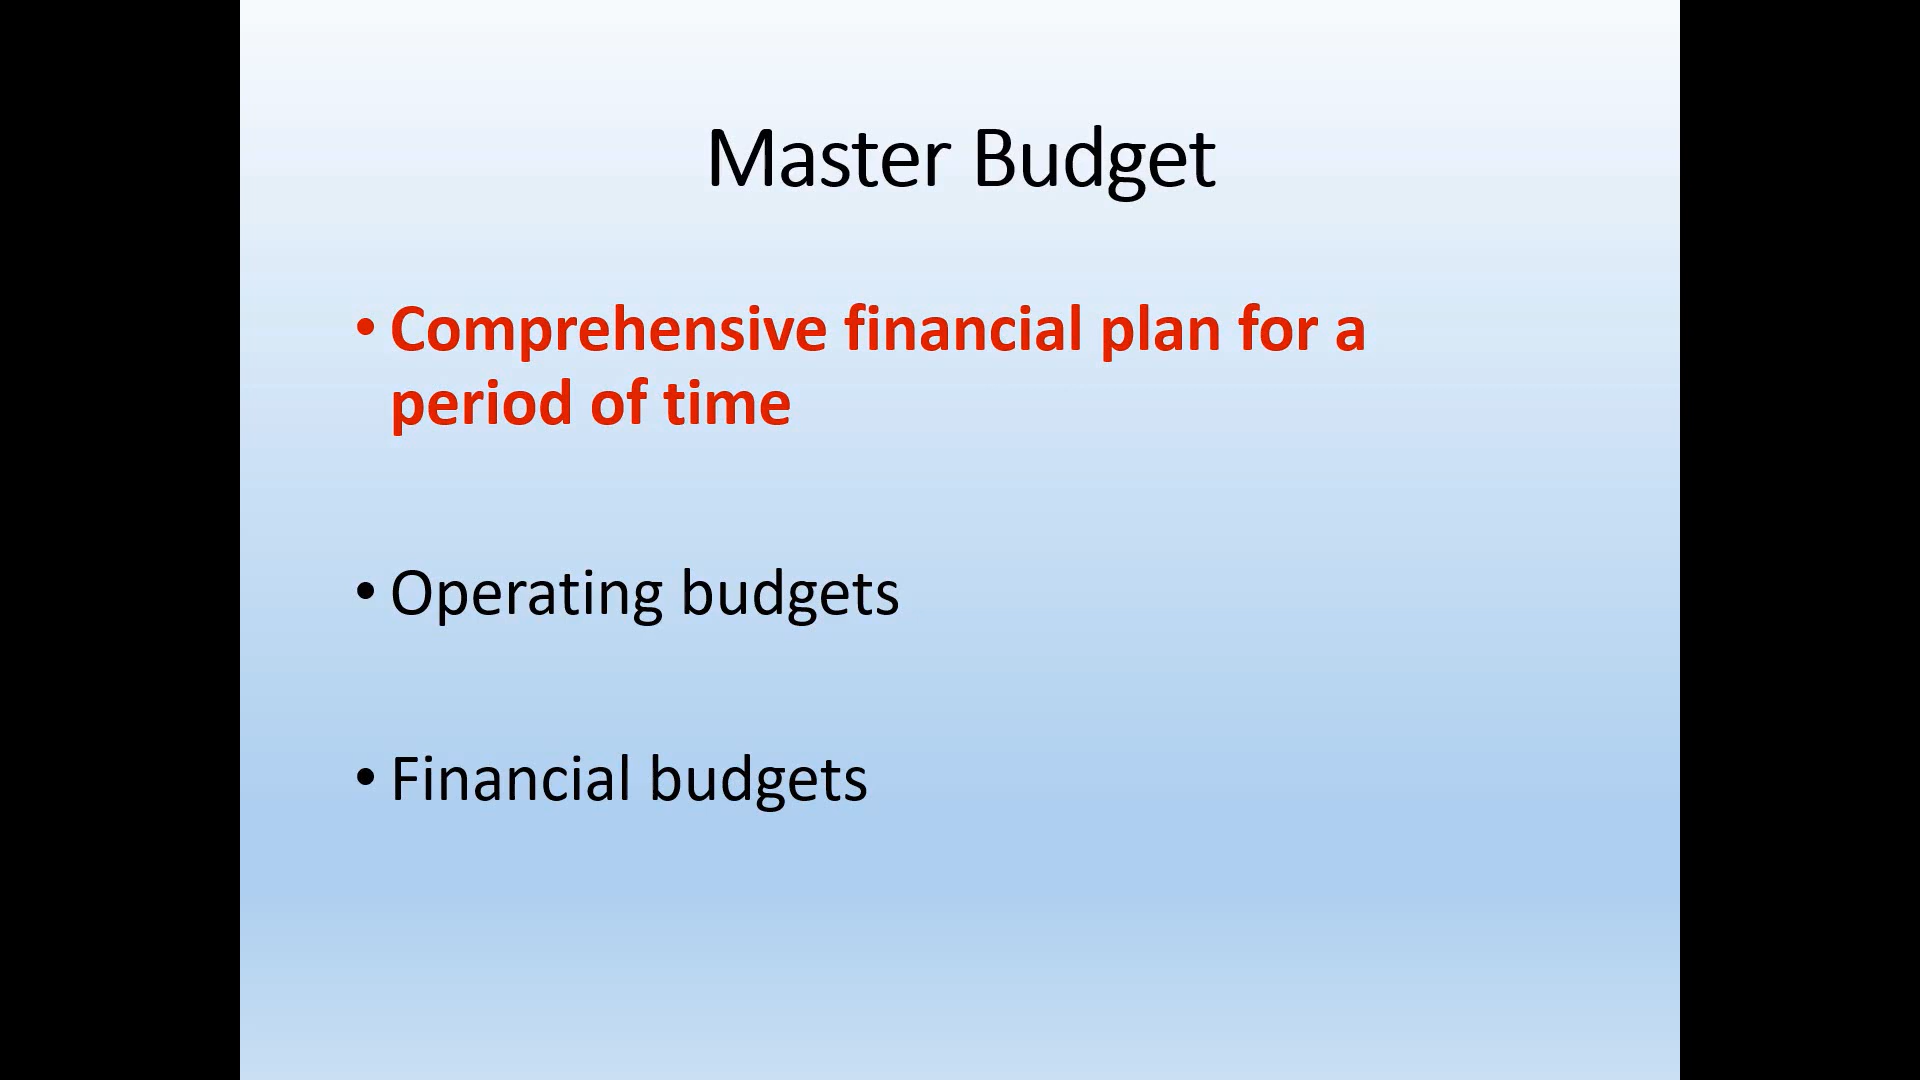 Master Budget
• Comprehensive financial plan for a
period of time
• Operating budgets
• Financial budgets